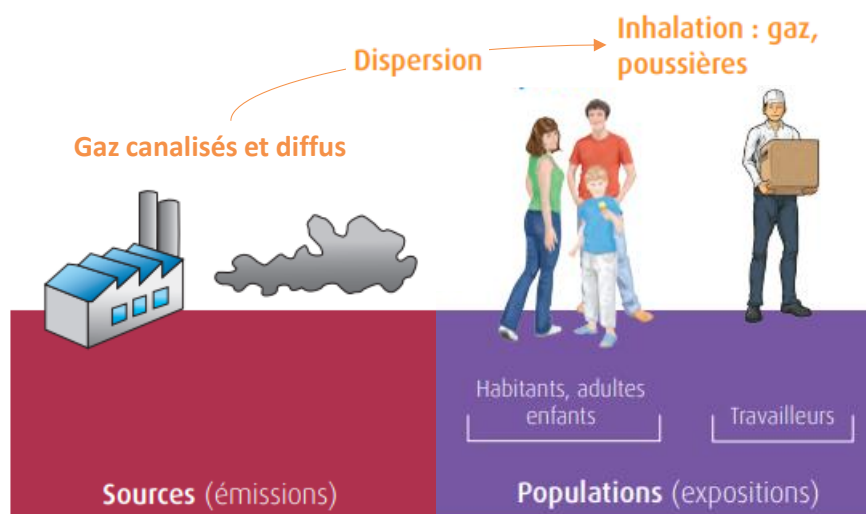 Inhalation : gaz,
poussières
Dispersion
Gaz canalisés et diffus
Habitants, adultes
enfants
Travailleurs
Sources (émissions)
Populations (expositions)